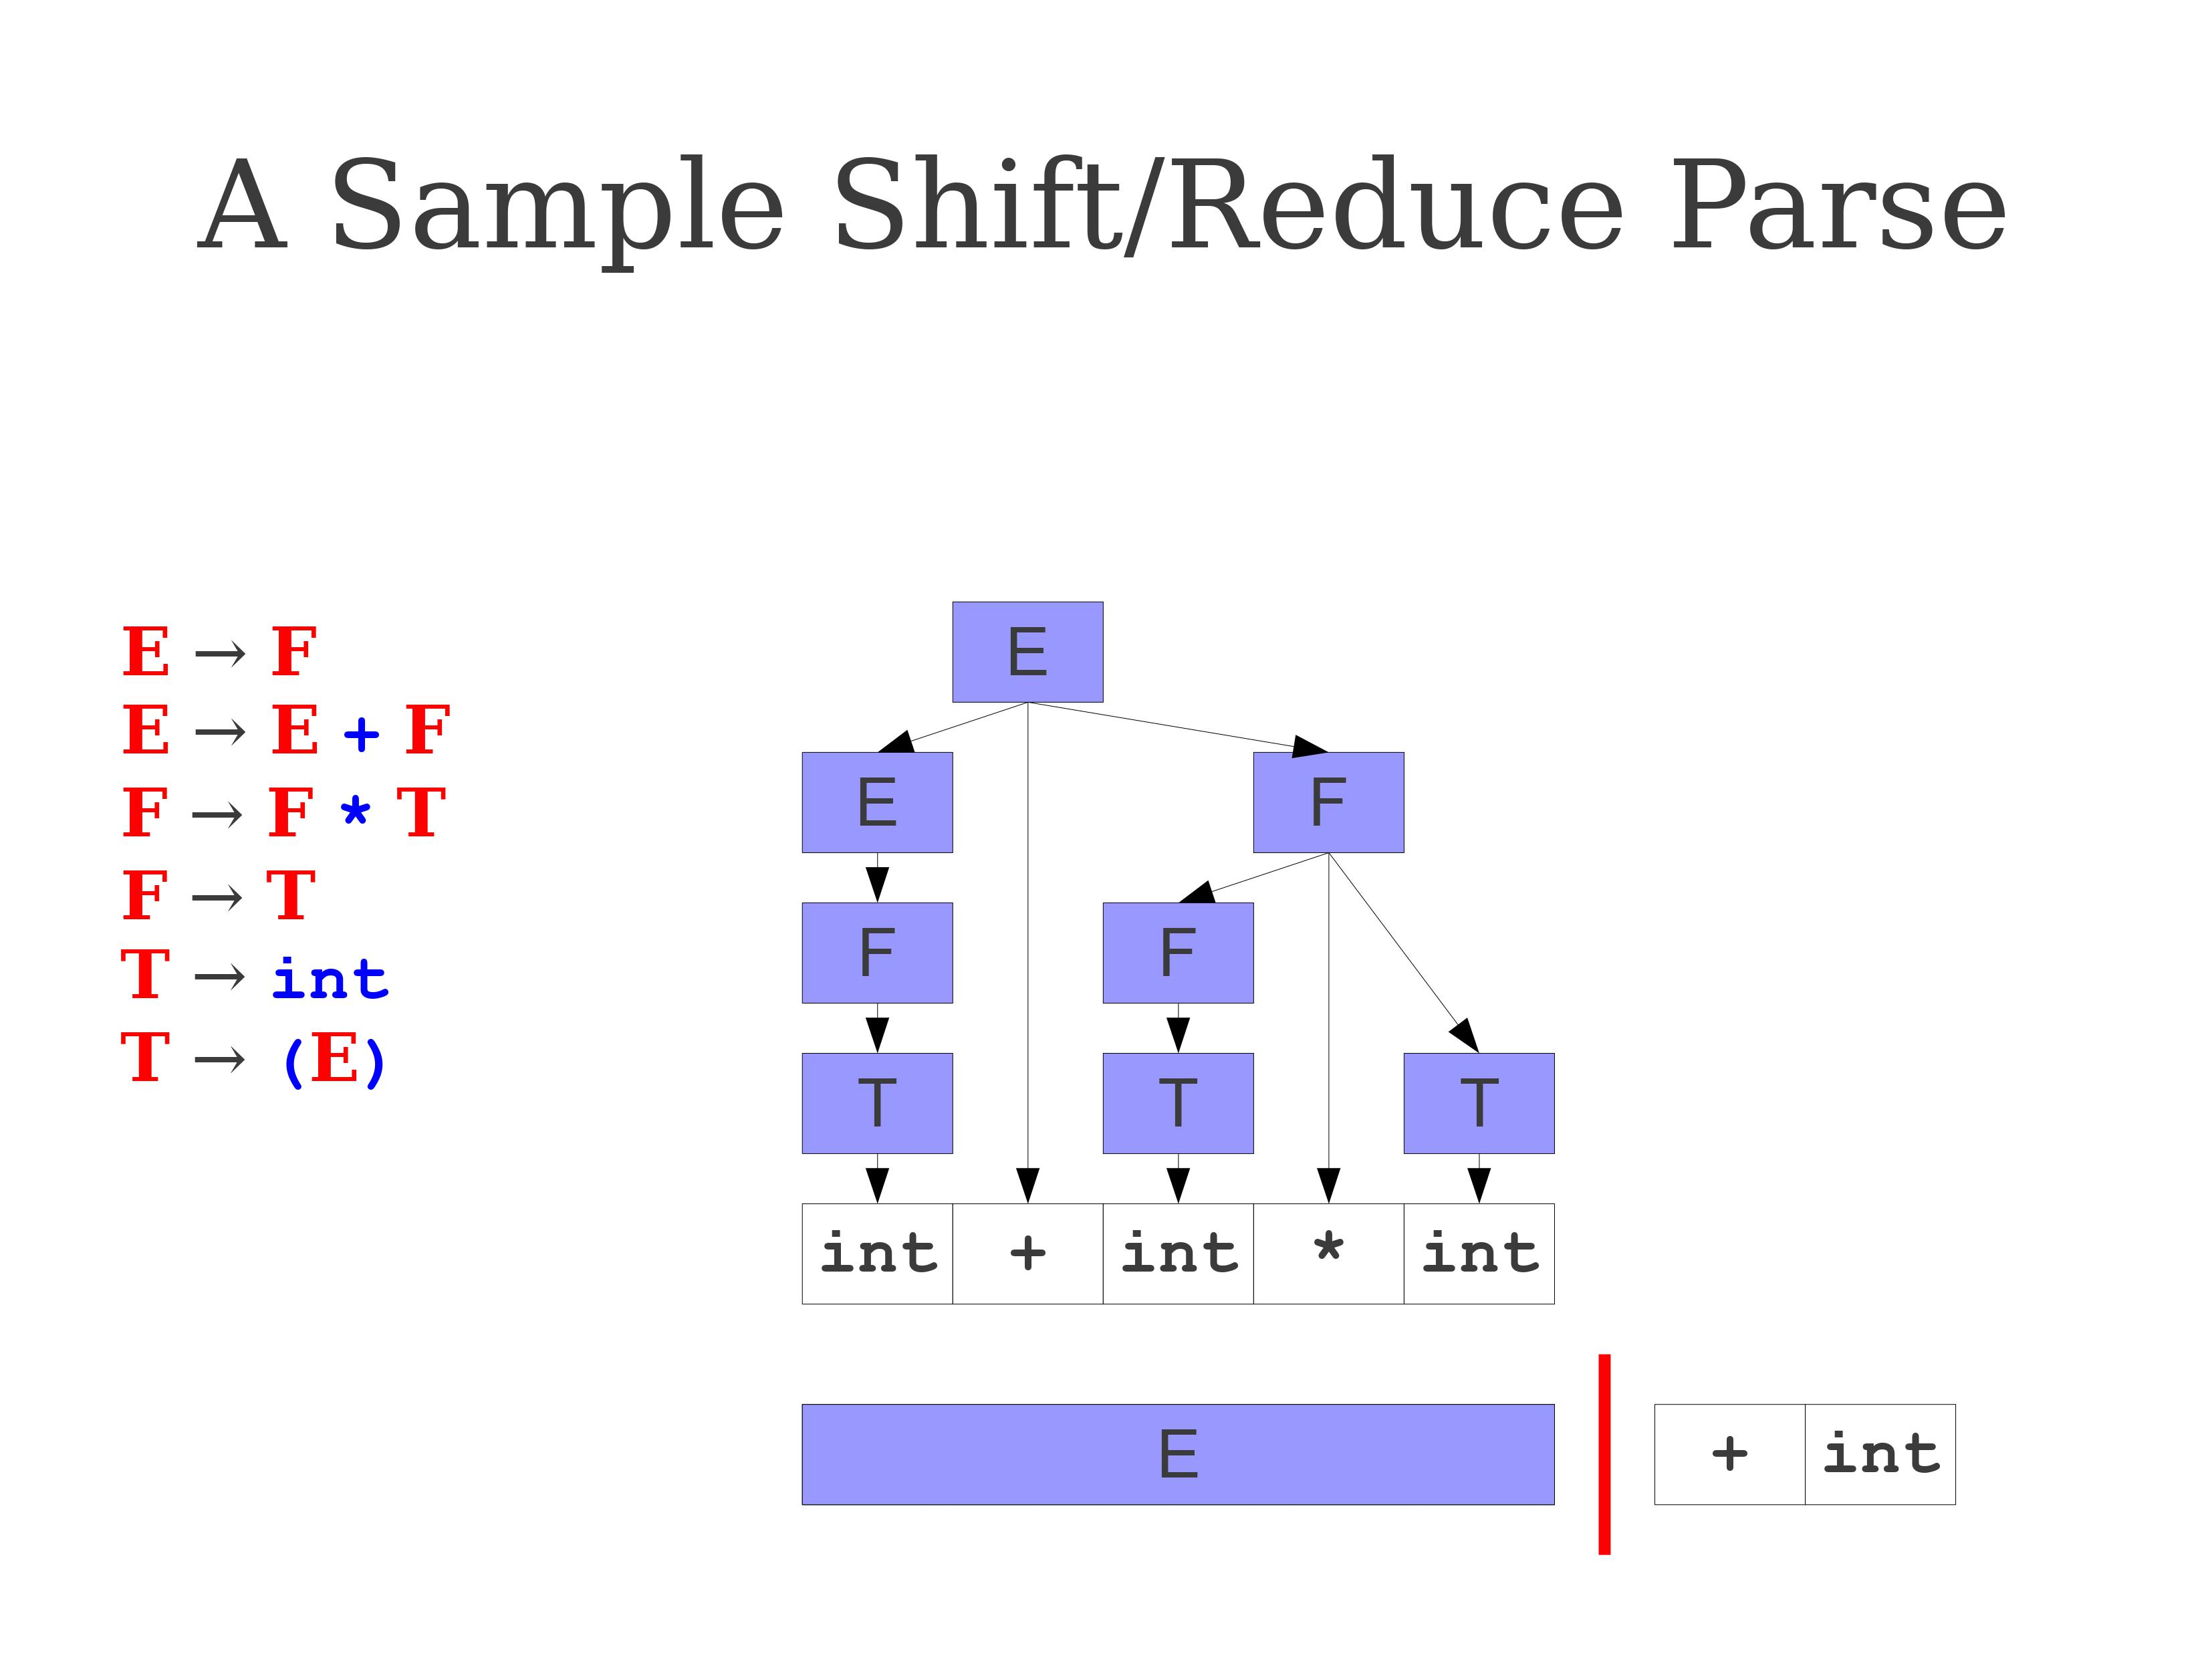 A Sample Shift/Reduce Parse
E → F
E → E + F
F → F * T
F → T
T → int
T → (E)
E
E F
F F
T T T
int + int * int
E + int